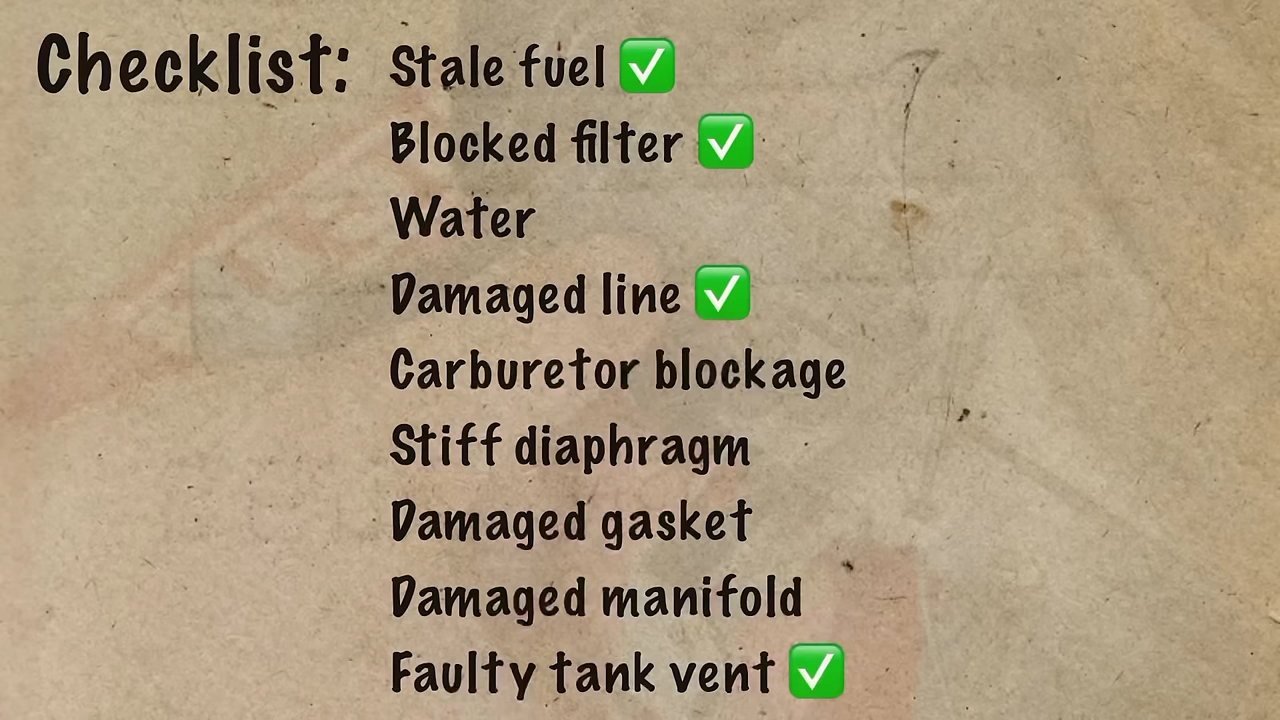 Checklist: Stale fuel ✅
Blocked filter ✅
Water
Damaged line ✅
Carburetor blockage
Stiff diaphragm
Damaged gasket
Damaged manifold
Faulty tank vent ✅